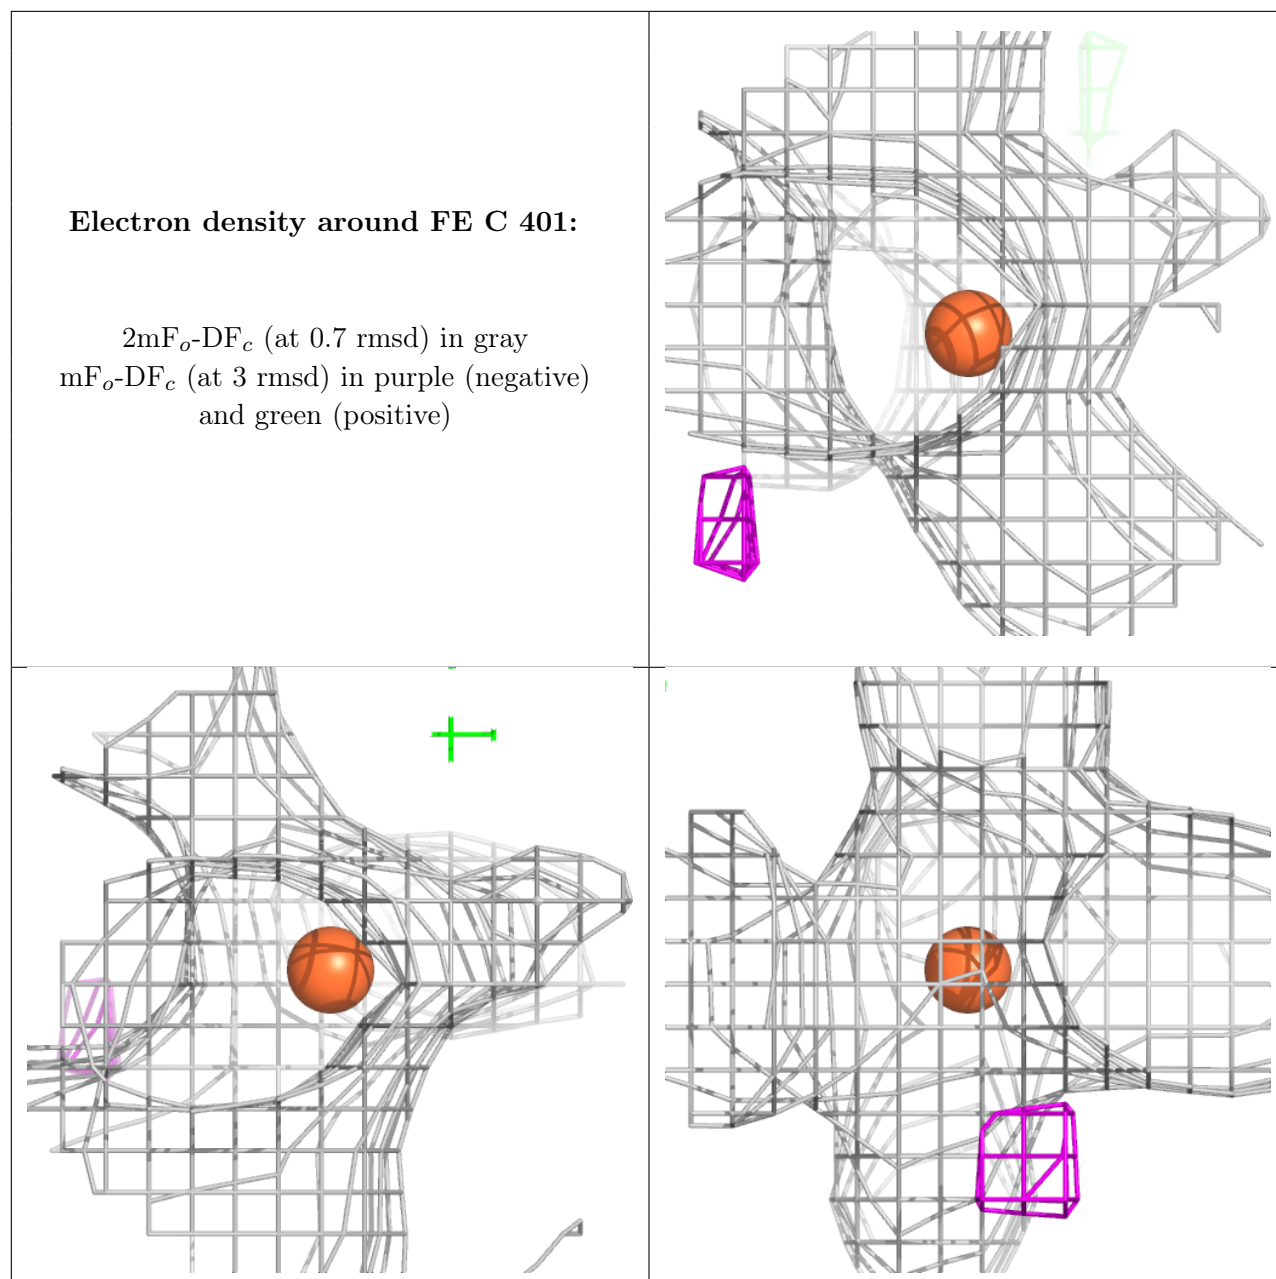 Electron density around FE C 401:
2mFo-DFc (at 0.7 rmsd) in gray
mFo-DFc (at 3 rmsd) in purple (negative)
and green (positive)